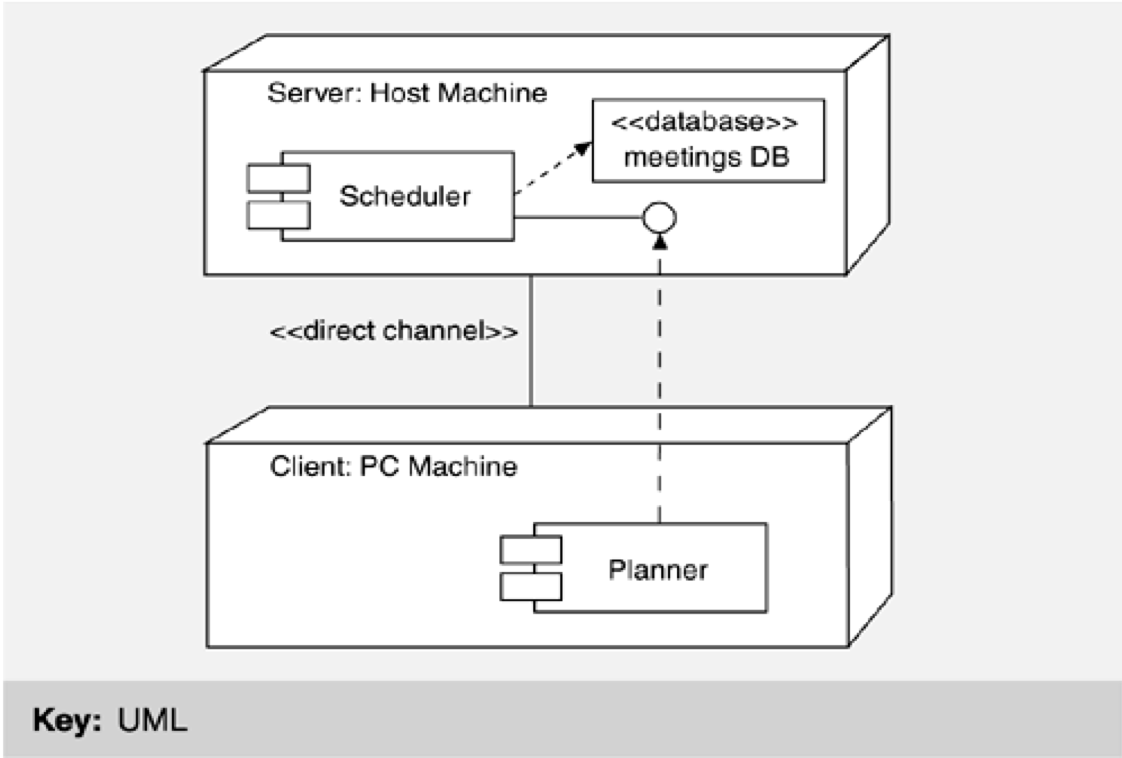 Server: Host Machine
<<database>>
meetings DB
Scheduler
<<direct channel>>
Client: PC Machine
Planner
Key: UML